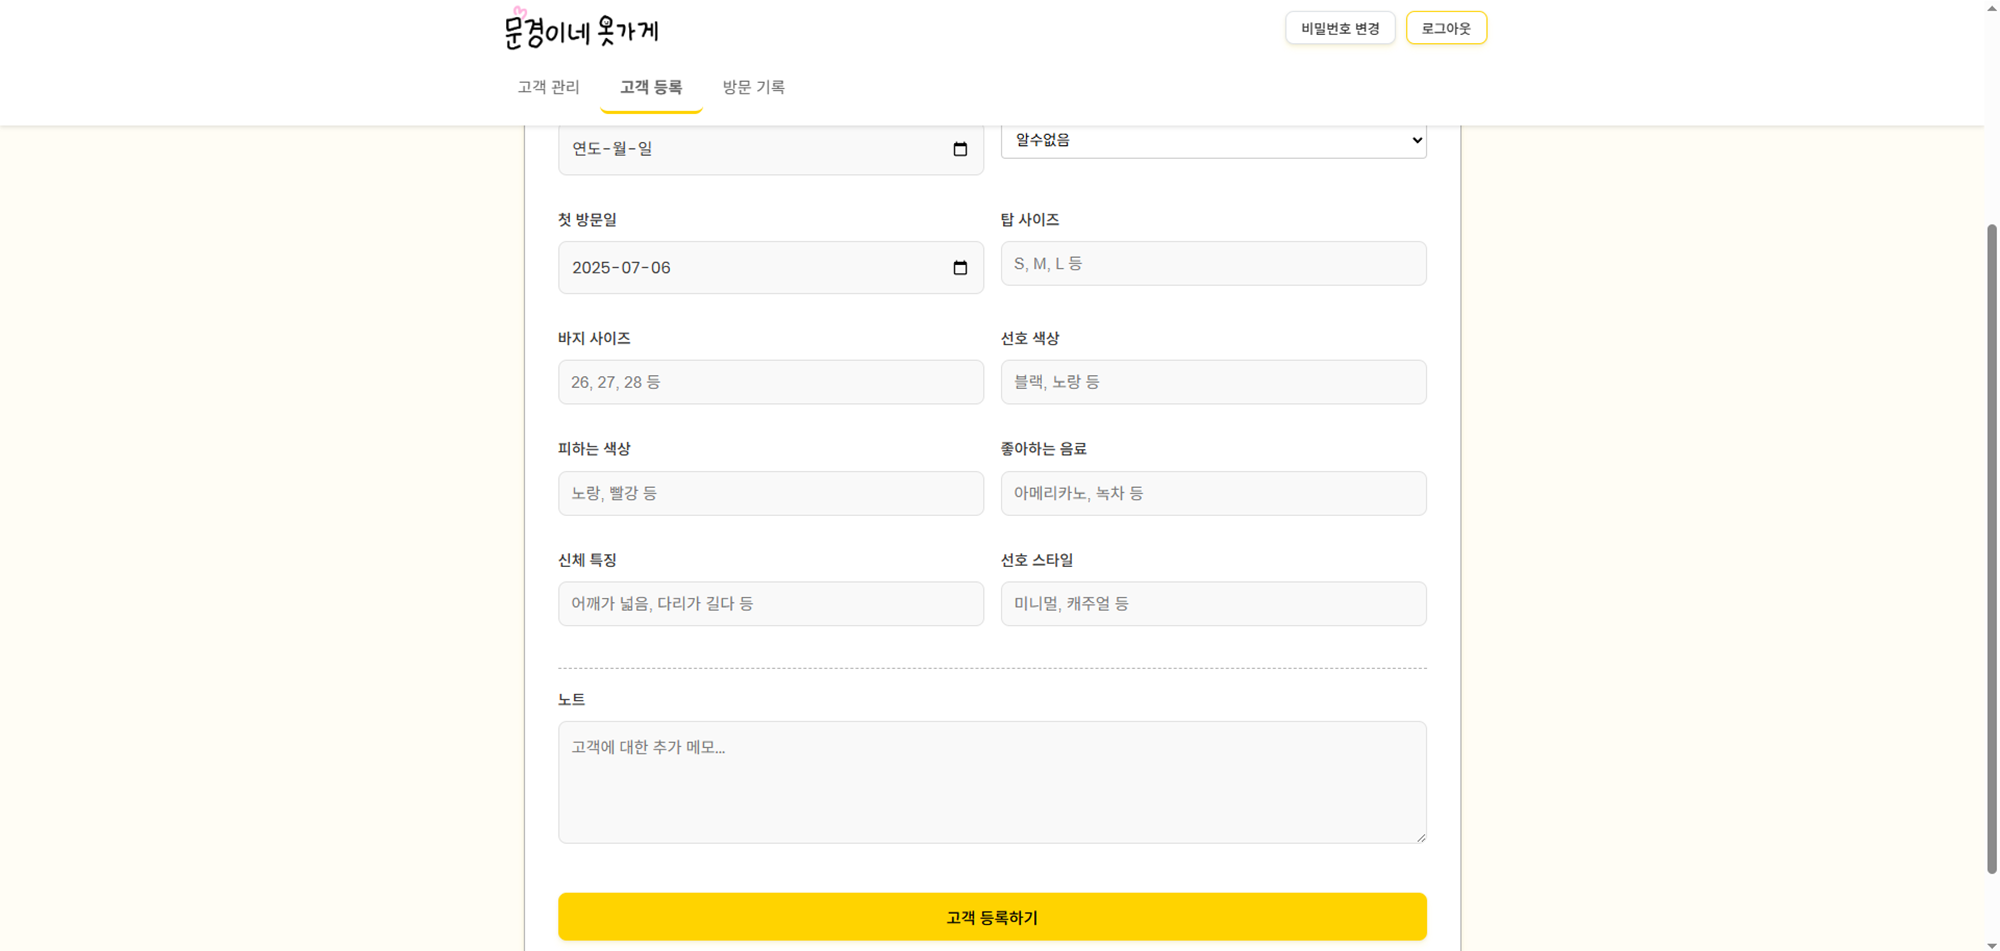 문경이네 옷가게
비밀번호 변경
로그아웃
고객 관리
고객 등록
방문 기록
연도-월-일
알수없음
첫 방문일
탑 사이즈
2025-07-06
S, M, L 등
바지 사이즈
선호 색상
26, 27, 28 등
블랙, 노랑 등
피하는 색상
좋아하는 음료
노랑, 빨강 등
아메리카노, 녹차 등
신체 특징
선호 스타일
어깨가 넓음, 다리가 길다 등
미니멀, 캐주얼 등
노트
고객에 대한 추가 메모...
고객 등록하기